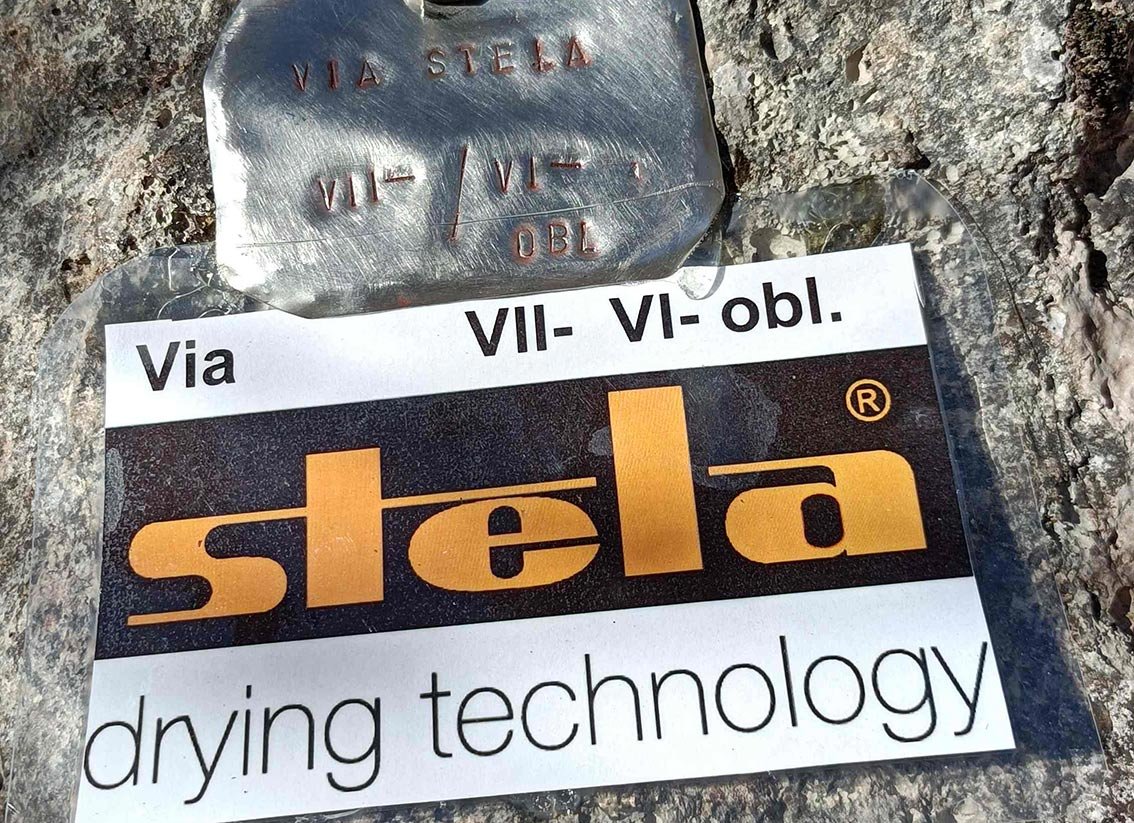 VIA STELA
VII- / VI-
OBL
Via VII- VI- obl.
stela®
drying technology